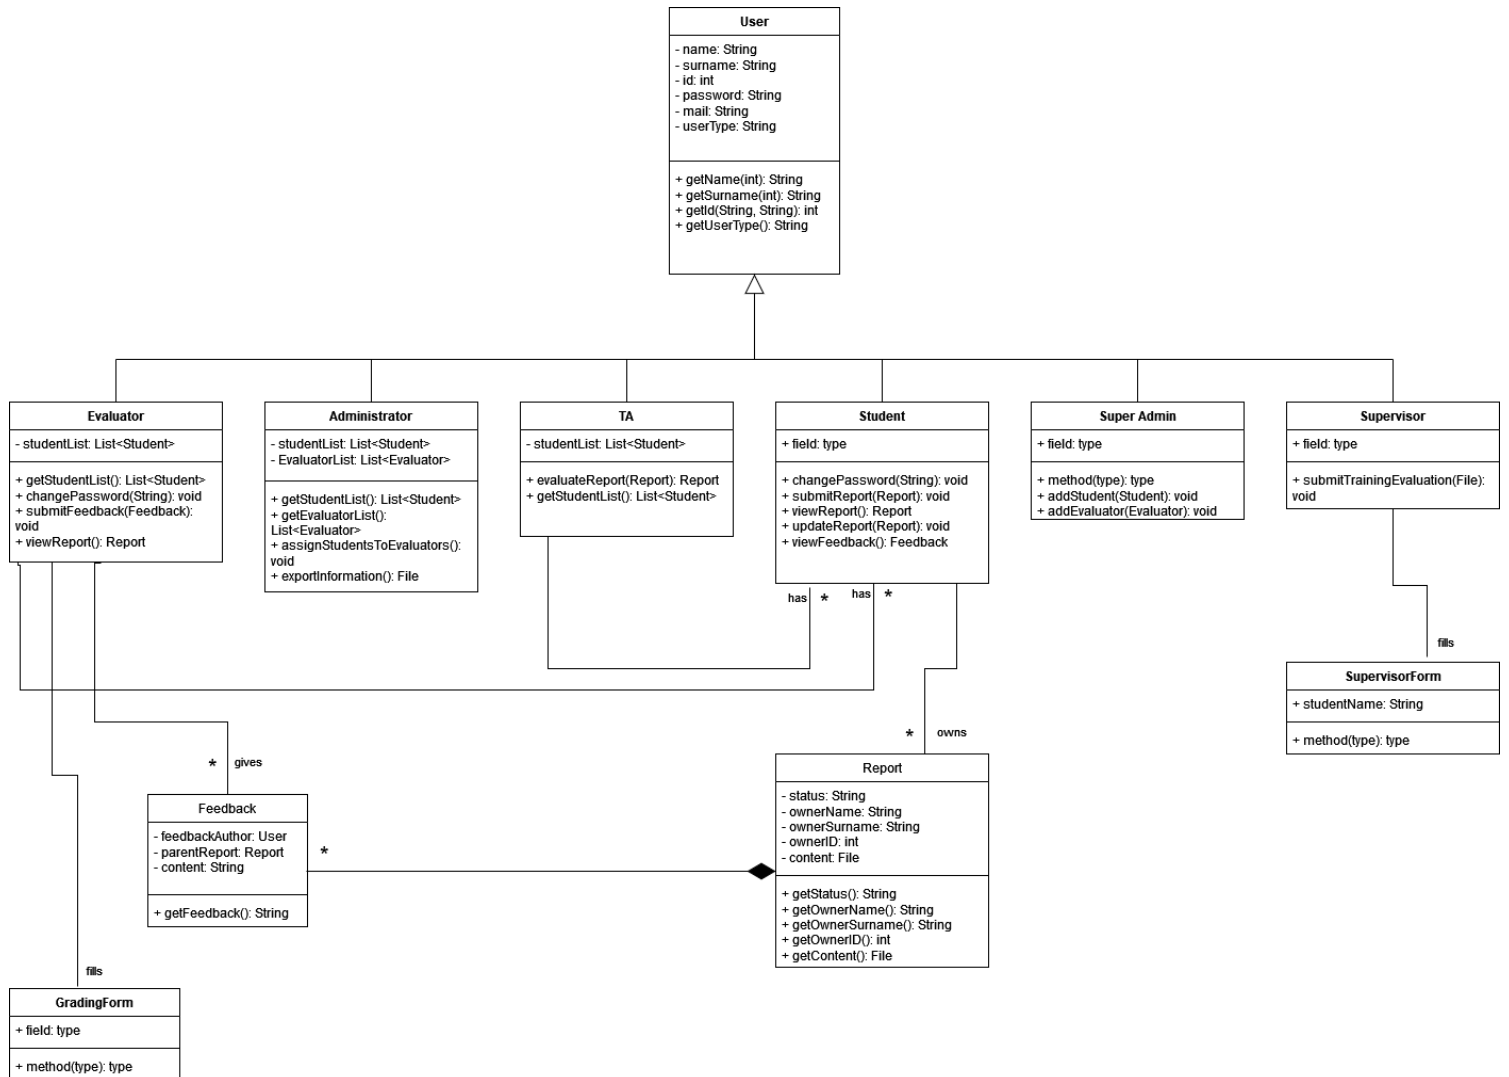 User
- name: String
- surname: String
- id: int
- password: String
- mail: String
- userType: String
+ getName(int): String
+ getSurname(int): String
+ getId(String, String): int
+ getUserType(): String
Evaluator
- studentList: List<Student>
+ getStudentList(): List<Student>
+ changePassword(String): void
+ submitFeedback(Feedback):
void
+ viewReport(): Report
Administrator
- studentList: List<Student>
- EvaluatorList: List<Evaluator>
+ getStudentList(): List<Student>
+ getEvaluatorList():
List<Evaluator>
+ assignStudentsToEvaluators():
void
+ exportInformation(): File
TA
- studentList: List<Student>
+ evaluateReport(Report): Report
+ getStudentList(): List<Student>
Student
+ field: type
+ changePassword(String): void
+ submitReport(Report): void
+ viewReport(): Report
+ updateReport(Report): void
+ viewFeedback(): Feedback
Super Admin
+ field: type
+ method(type): type
+ addStudent(Student): void
+ addEvaluator(Evaluator): void
Supervisor
+ field: type
+ submitTrainingEvaluation(File):
void
has *
has *
fills
SupervisorForm
+ studentName: String
+ method(type): type
* owns
* gives
Report
- status: String
- ownerName: String
- ownerSurname: String
- ownerID: int
- content: File
+ getStatus(): String
+ getOwnerName(): String
+ getOwnerSurname(): String
+ getOwnerID(): int
+ getContent(): File
Feedback
- feedbackAuthor: User
- parentReport: Report
- content: String
+ getFeedback(): String
*
fills
GradingForm
+ field: type
+ method(type): type